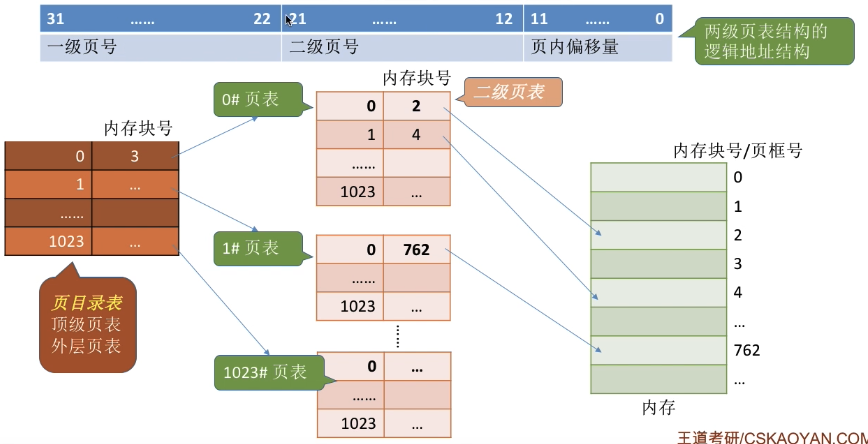 31 …… 22 21 …… 12 11 …… 0
一级页号 二级页号 页内偏移量
两级页表结构的
逻辑地址结构
内存块号
0 3
1 …
……
1023 …
页目录表
顶级页表
外层页表
内存块号
二级页表
0# 页表
0 2
1 4
……
1023 …
1# 页表
0 762
……
1023 …
1023# 页表
0 …
……
1023 …
内存块号/页框号
0
1
2
3
4
…
762
…
内存
王道考研/CSKAOYAN.COM